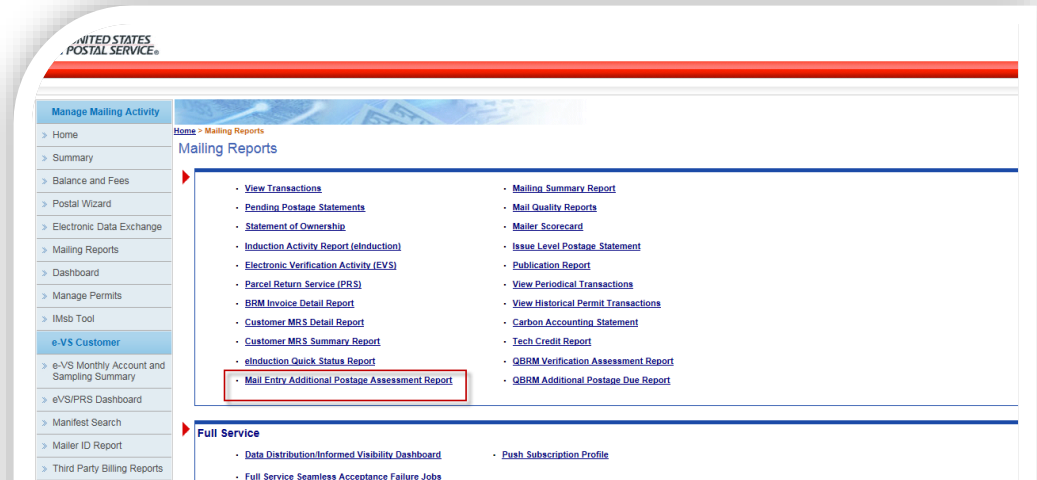 UNITED STATES
POSTAL SERVICE®
Manage Mailing Activity
> Home
> Summary
> Balance and Fees
> Postal Wizard
> Electronic Data Exchange
> Mailing Reports
> Dashboard
> Manage Permits
> IMsb Tool
e-VS Customer
> e-VS Monthly Account and
Sampling Summary
> eVS/PRS Dashboard
> Manifest Search
> Mailer ID Report
> Third Party Billing Reports
Home > Mailing Reports
Mailing Reports
· View Transactions
· Pending Postage Statements
· Statement of Ownership
· Induction Activity Report (eInduction)
· Electronic Verification Activity (EVS)
· Parcel Return Service (PRS)
· BRM Invoice Detail Report
· Customer MRS Detail Report
· Customer MRS Summary Report
· eInduction Quick Status Report
· Mail Entry Additional Postage Assessment Report
· Mailing Summary Report
· Mail Quality Reports
· Mailer Scorecard
· Issue Level Postage Statement
· Publication Report
· View Periodical Transactions
· View Historical Permit Transactions
· Carbon Accounting Statement
· Tech Credit Report
· QBRM Verification Assessment Report
· QBRM Additional Postage Due Report
Full Service
· Data Distribution/Informed Visibility Dashboard
· Full Service Seamless Acceptance Failure Jobs
· Push Subscription Profile